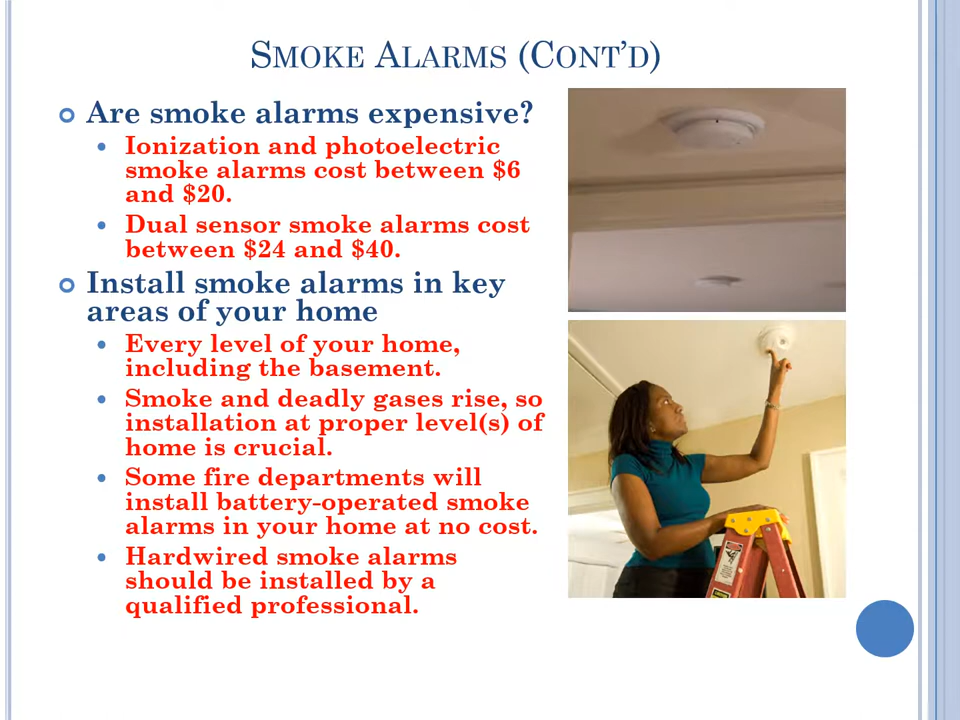 Smoke Alarms (Cont’d)
Are smoke alarms expensive?
Ionization and photoelectric
smoke alarms cost between $6
and $20.
Dual sensor smoke alarms cost
between $24 and $40.
Install smoke alarms in key
areas of your home
Every level of your home,
including the basement.
Smoke and deadly gases rise, so
installation at proper level(s) of
home is crucial.
Some fire departments will
install battery-operated smoke
alarms in your home at no cost.
Hardwired smoke alarms
should be installed by a
qualified professional.